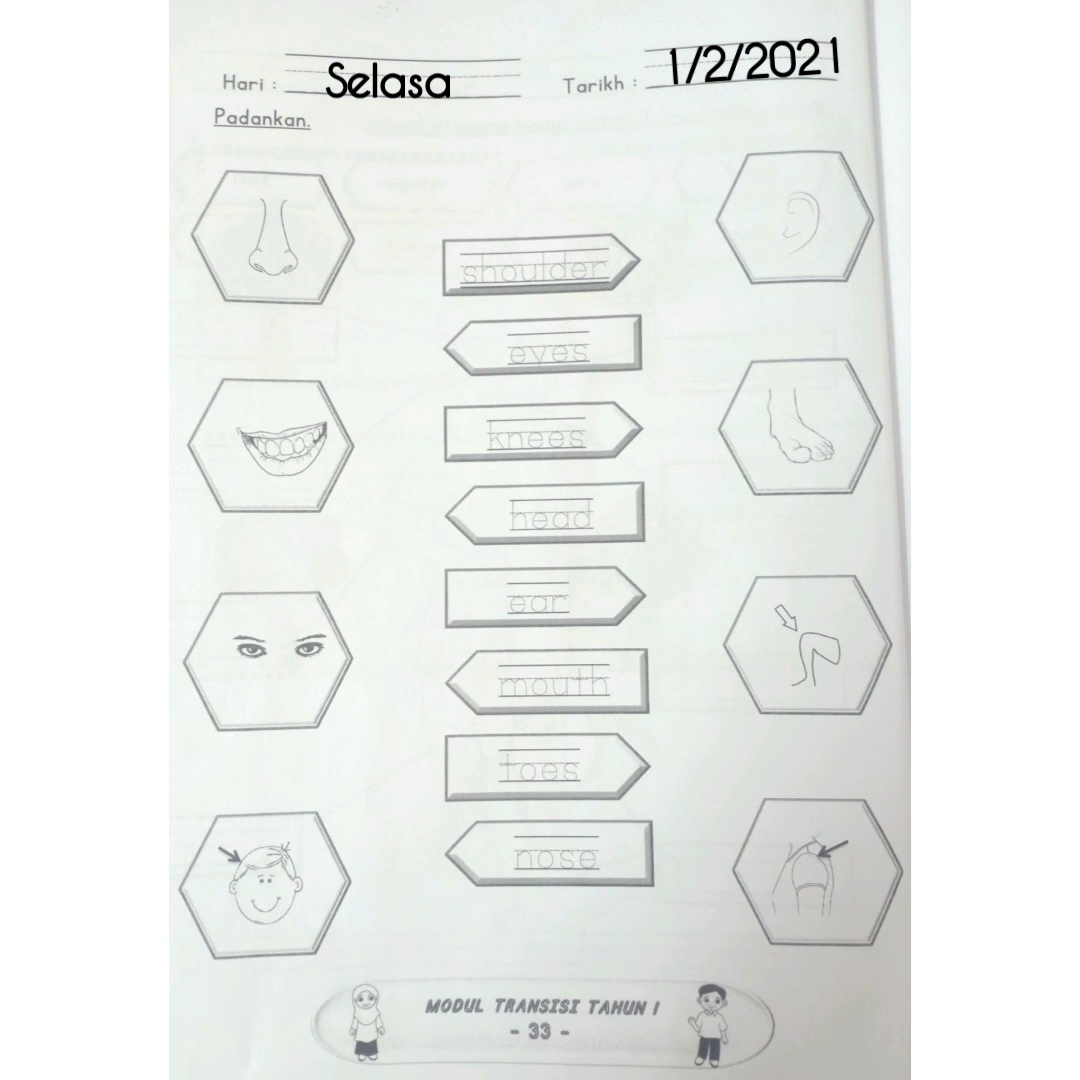 Hari : Selasa Tarikh : 1/2/2021
Padankan.
shoulder
eyes
knees
head
ear
mouth
toes
nose
MODUL TRANSISI TAHUN 1
- 33 -